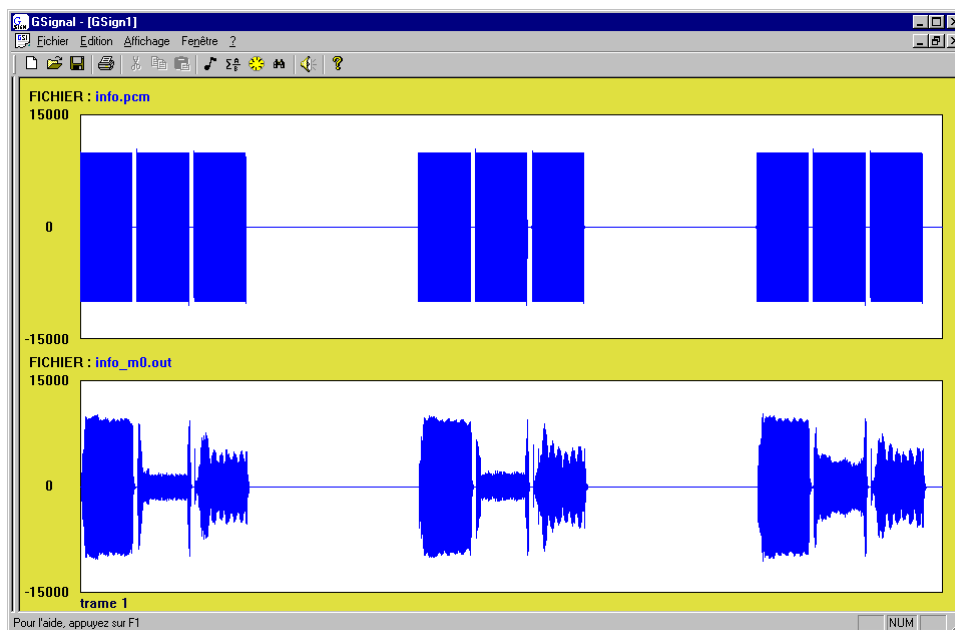 GSignal - [GSign1]
Fichier Edition Affichage Fenêtre ?
FICHIER : info.pcm
15000
0
-15000
FICHIER : info_m0.out
15000
0
-15000
trame 1
Pour l'aide, appuyez sur F1
NUM